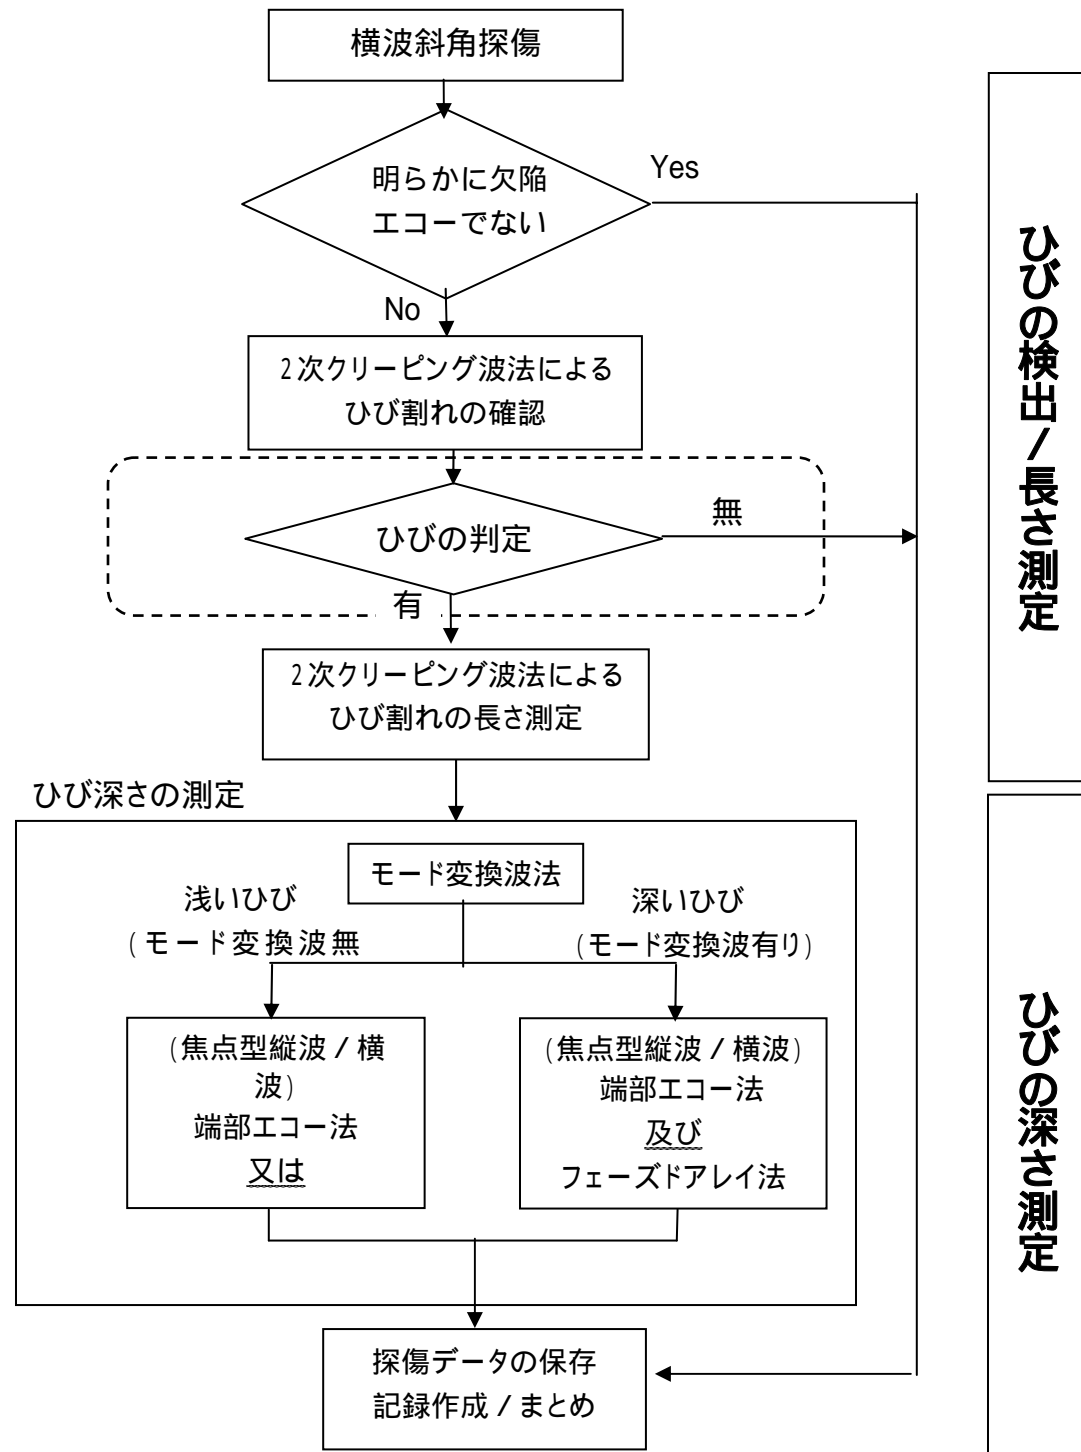 横波斜角探傷
明らかに欠陥
エコーでない
Yes
No
2次クリーピング波法による
ひび割れの確認
ひびの判定
無
有
2次クリーピング波法による
ひび割れの長さ測定
ひび深さの測定
モード変換波法
浅いひび
(モード変換波無
深いひび
(モード変換波有り)
(焦点型縦波/横
波)
端部エコー法
又は
(焦点型縦波/横波)
端部エコー法
及び
フェーズドアレイ法
探傷データの保存
記録作成/まとめ
ひびの検出/長さ測定
ひびの深さ測定